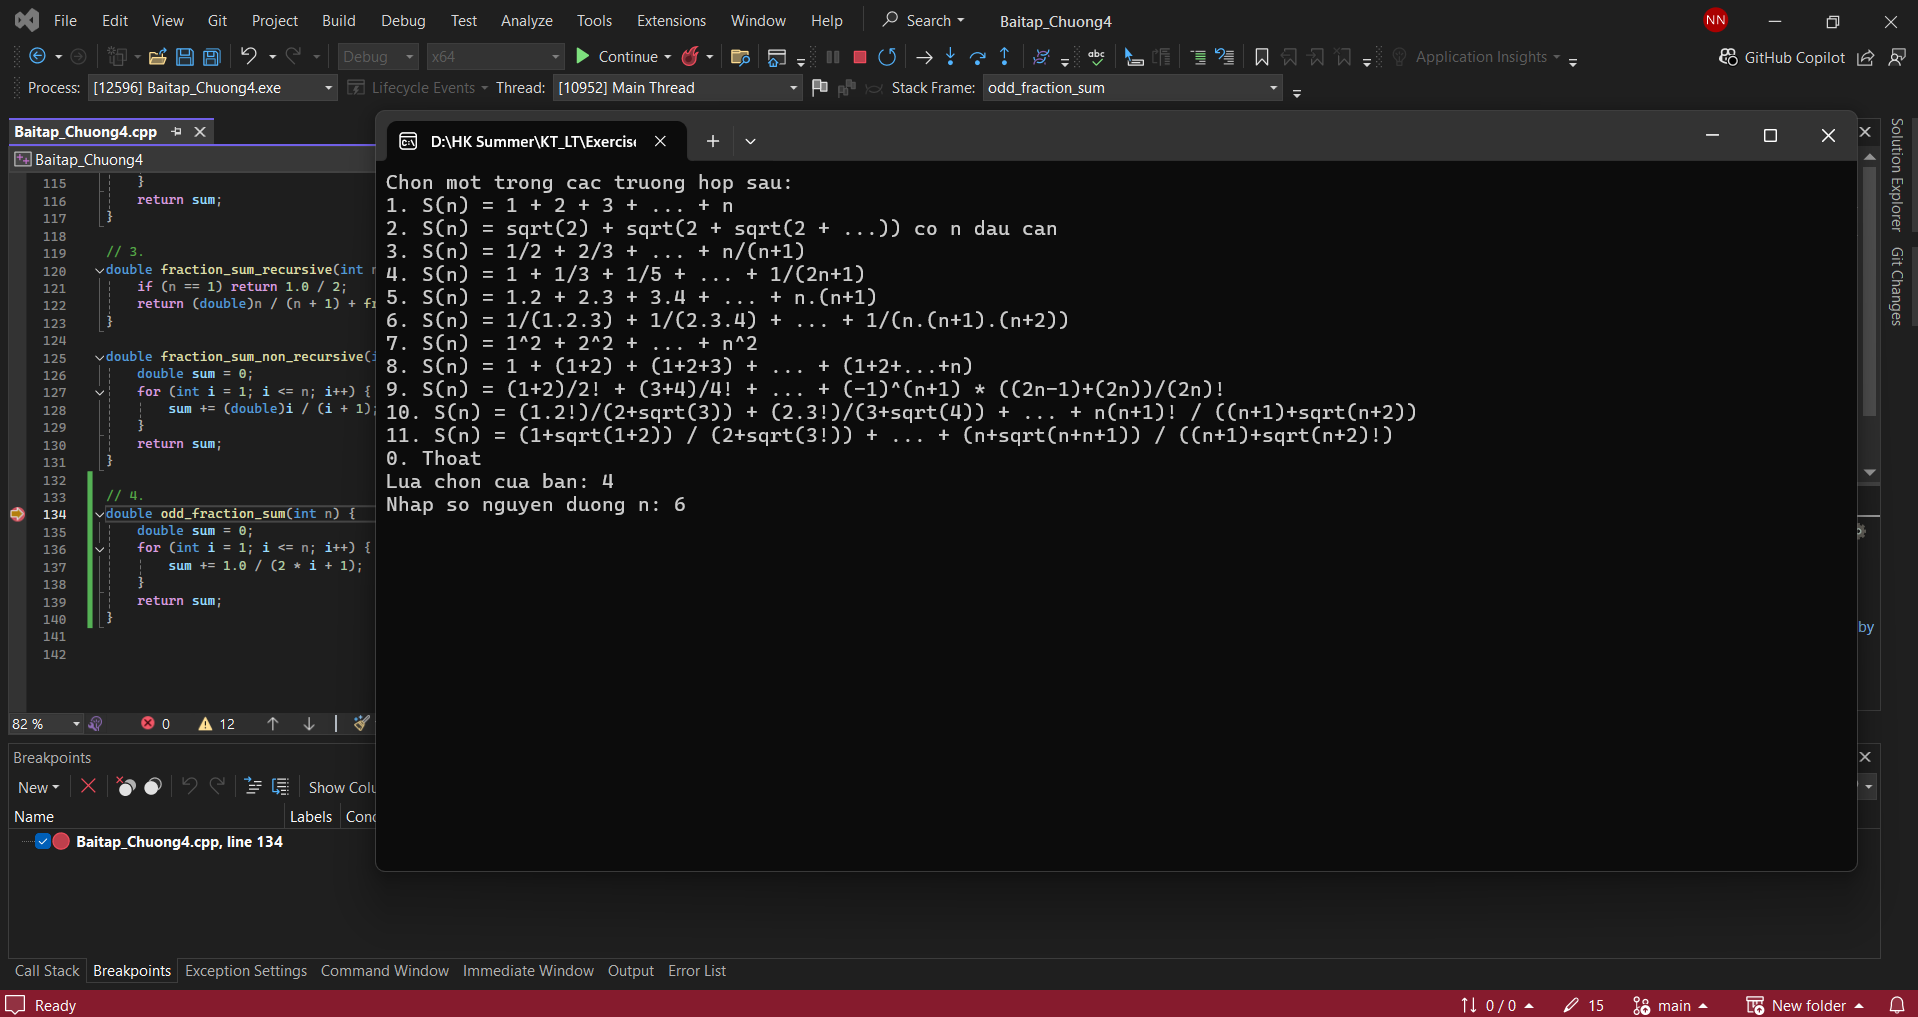 File Edit View Git Project Build Debug Test Analyze Tools Extensions Window Help Search Baitap_Chuong4 NN
Debug x64 Continue abc Application Insights GitHub Copilot
Process: [12596] Baitap_Chuong4.exe Lifecycle Events Thread: [10952] Main Thread Stack Frame: odd_fraction_sum
Baitap_Chuong4.cpp
Baitap_Chuong4
115 }
116 return sum;
117 }
118
119 // 3.
120 double fraction_sum_recursive(int n
121 if (n == 1) return 1.0 / 2;
122 return (double)n / (n + 1) + fr
123 }
124
125 double fraction_sum_non_recursive(i
126 double sum = 0;
127 for (int i = 1; i <= n; i++) {
128 sum += (double)i / (i + 1);
129 }
130 return sum;
131 }
132
133 // 4.
134 double odd_fraction_sum(int n) {
135 double sum = 0;
136 for (int i = 1; i <= n; i++) {
137 sum += 1.0 / (2 * i + 1);
138 }
139 return sum;
140 }
141
142
82 % 0 12
D:\HK Summer\KT_LT\Exercise
Chon mot trong cac truong hop sau:
1. S(n) = 1 + 2 + 3 + ... + n
2. S(n) = sqrt(2) + sqrt(2 + sqrt(2 + ...)) co n dau can
3. S(n) = 1/2 + 2/3 + ... + n/(n+1)
4. S(n) = 1 + 1/3 + 1/5 + ... + 1/(2n+1)
5. S(n) = 1.2 + 2.3 + 3.4 + ... + n.(n+1)
6. S(n) = 1/(1.2.3) + 1/(2.3.4) + ... + 1/(n.(n+1).(n+2))
7. S(n) = 1^2 + 2^2 + ... + n^2
8. S(n) = 1 + (1+2) + (1+2+3) + ... + (1+2+...+n)
9. S(n) = (1+2)/2! + (3+4)/4! + ... + (-1)^(n+1) * ((2n-1)+(2n))/(2n)!
10. S(n) = (1.2!)/(2+sqrt(3)) + (2.3!)/(3+sqrt(4)) + ... + n(n+1)! / ((n+1)+sqrt(n+2))
11. S(n) = (1+sqrt(1+2)) / (2+sqrt(3!)) + ... + (n+sqrt(n+n+1)) / ((n+1)+sqrt(n+2)!)
0. Thoat
Lua chon cua ban: 4
Nhap so nguyen duong n: 6
Solution Explorer
Git Changes
by
Breakpoints
New Show Colu
Name Labels Cond
Baitap_Chuong4.cpp, line 134
Call Stack Breakpoints Exception Settings Command Window Immediate Window Output Error List
Ready 0 / 0 15 main New folder